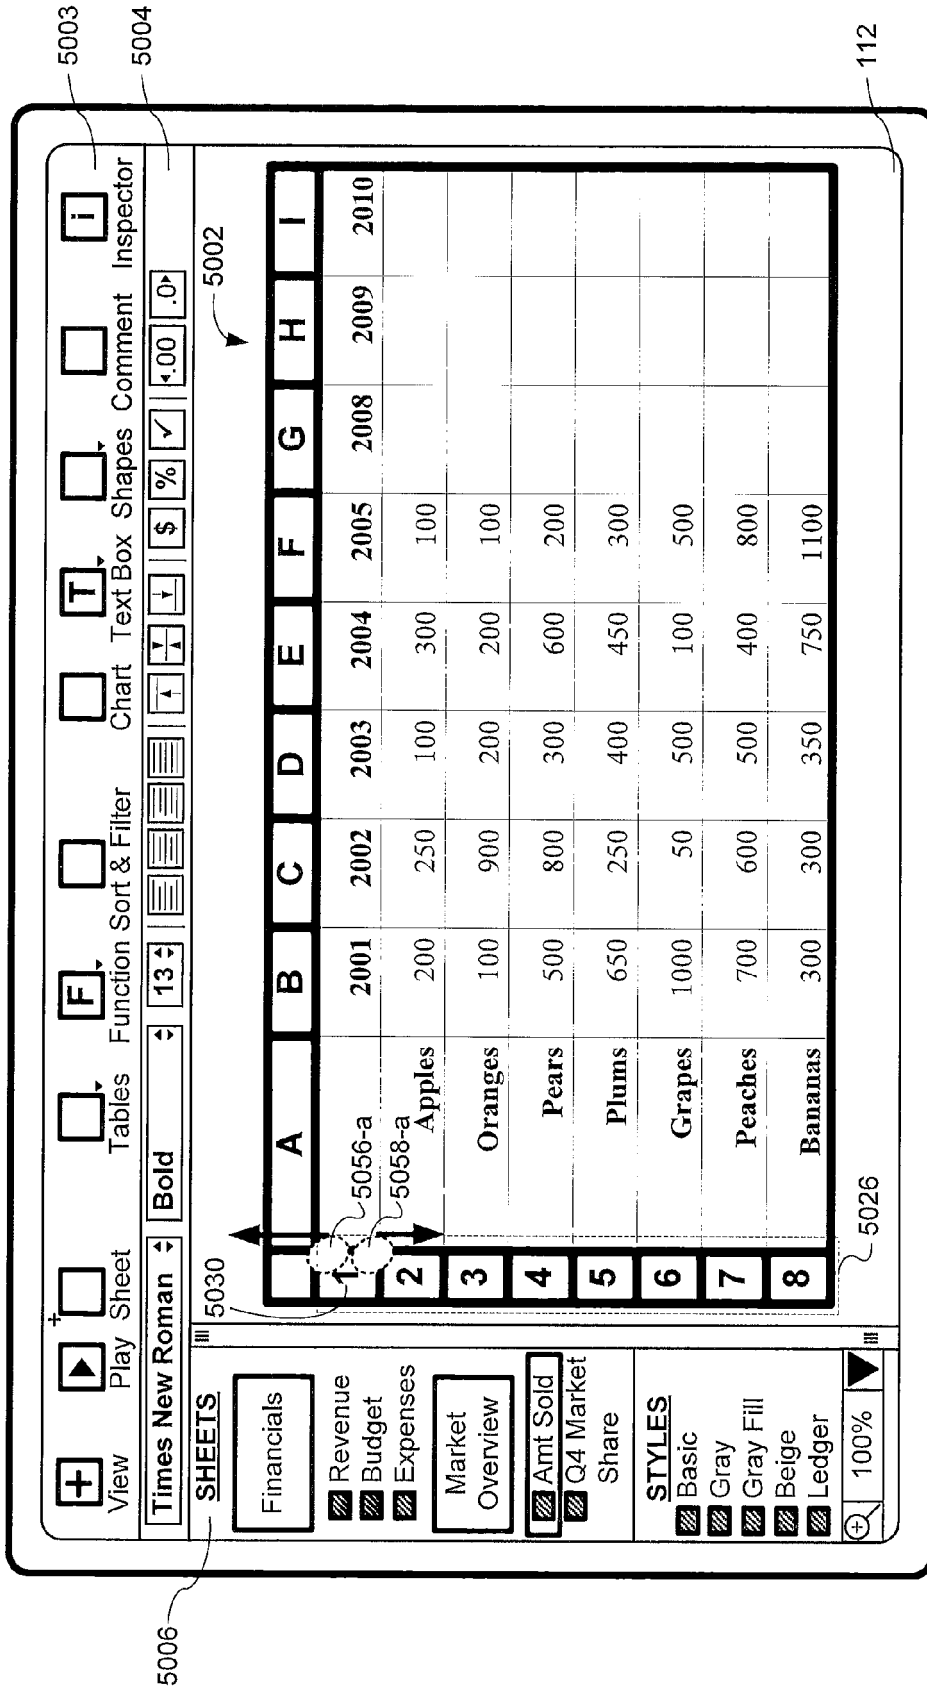 5003
5004
+ F T i
View Play Sheet Tables Function Sort & Filter Chart Text Box Shapes Comment Inspector
Times New Roman Bold 13 $ % ✓ .00 .0
5006
SHEETS
Financials
Revenue
Budget
Expenses
Market
Overview
Amt Sold
Q4 Market
Share
STYLES
Basic
Gray
Gray Fill
Beige
Ledger
100%
5002
A B C D E F G H I
5030
1 2001 2002 2003 2004 2005 2008 2009 2010
5056-a
5058-a
2 Apples 200 250 100 300 100
3 Oranges 100 900 200 200 100
4 Pears 500 800 300 600 200
5 Plums 650 250 400 450 300
6 Grapes 1000 50 500 100 500
7 Peaches 700 600 500 400 800
8 Bananas 300 300 350 750 1100
5026
112